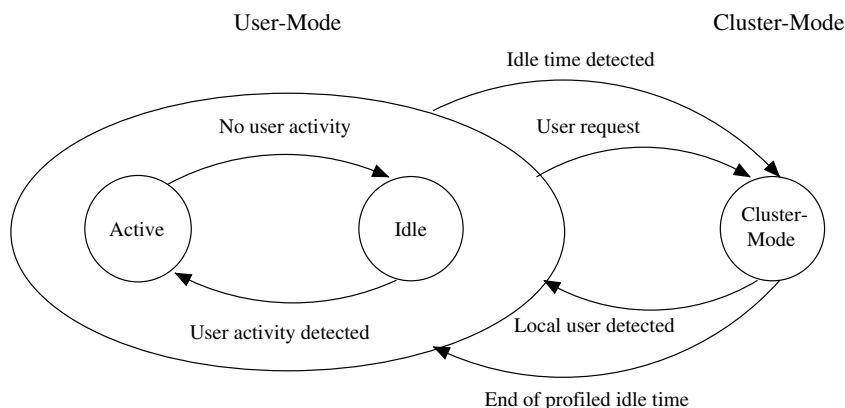 User-Mode
Cluster-Mode
Idle time detected
No user activity
User request
Active
Idle
Cluster-
Mode
User activity detected
Local user detected
End of profiled idle time